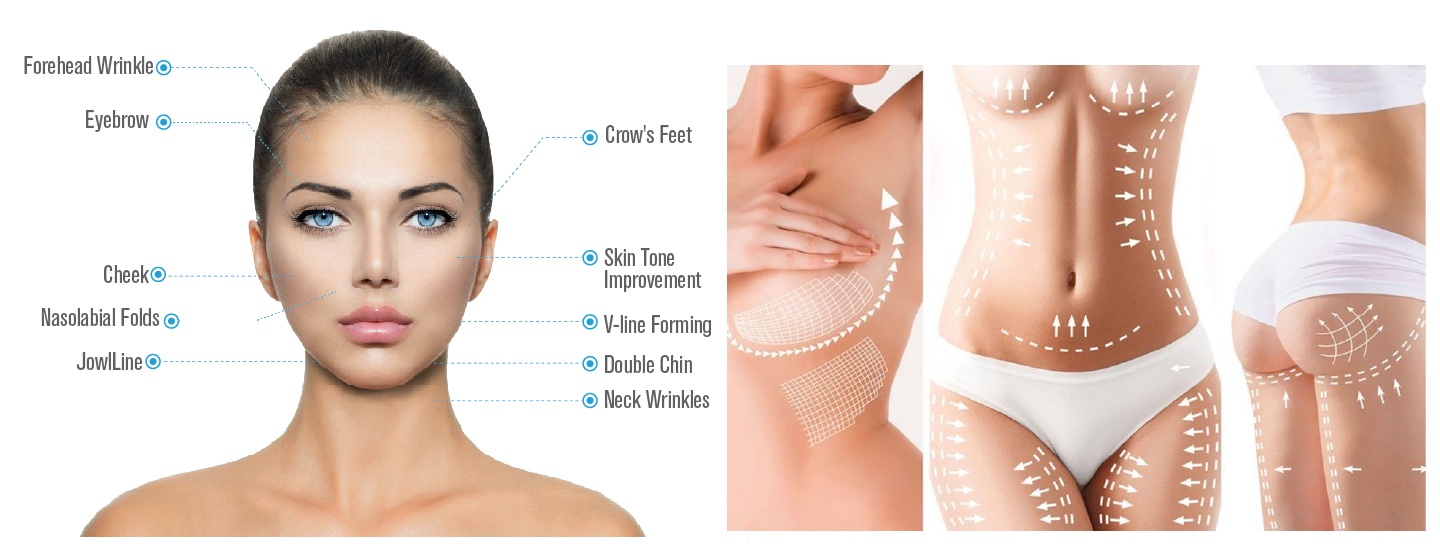 Forehead Wrinkle
Eyebrow
Cheek
Nasolabial Folds
JowlLine
Crow's Feet
Skin Tone
Improvement
V-line Forming
Double Chin
Neck Wrinkles